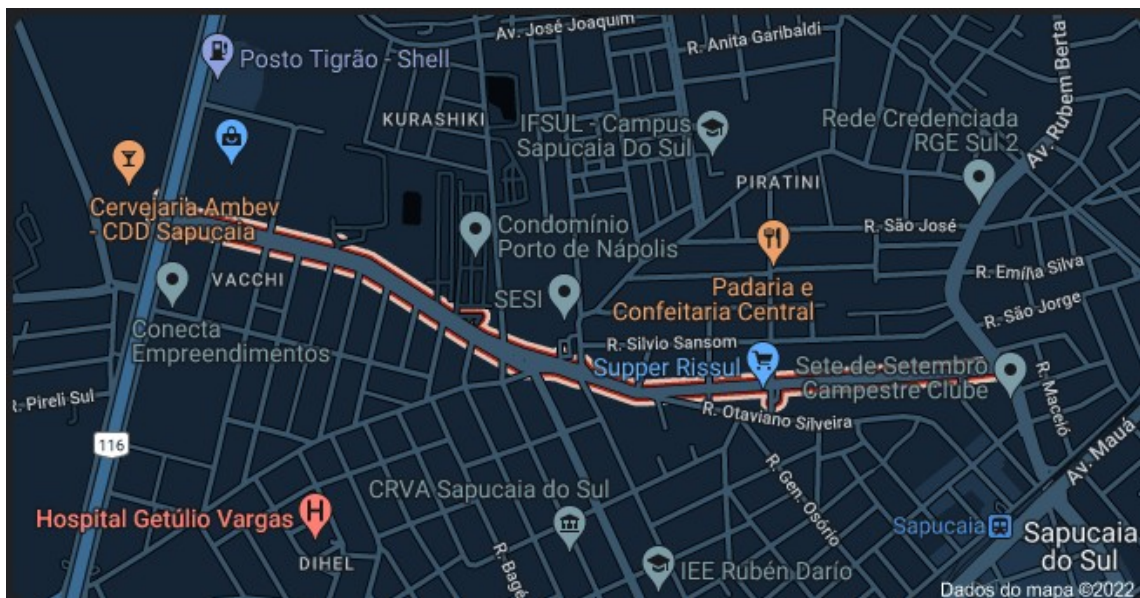 Av. José Joaquim
R. Anita Garibaldi
Posto Tigrão - Shell
Av. Rubem Berta
KURASHIKI
IFSUL - Campus
Sapucaia Do Sul
Rede Credenciada
RGE Sul 2
PIRATINI
Cervejaria Ambev
- CDD Sapucaia
Condomínio
Porto de Nápolis
R. São José
R. Emília Silva
VACCHI
SESI
Padaria e
Confeitaria Central
R. São Jorge
Conecta
Empreendimentos
R. Silvio Sansom
Supper Rissul
Sete de Setembro
Campestre Clube
R. Maceió
R. Pireli Sul
R. Otaviano Silveira
116
Av. Mauá
CRVA Sapucaia do Sul
R. Gen. Osório
Hospital Getúlio Vargas
H
Sapucaia
Sapucaia
do Sul
DIHEL
R. Bagé
IEE Rubén Darío
Dados do mapa ©2022